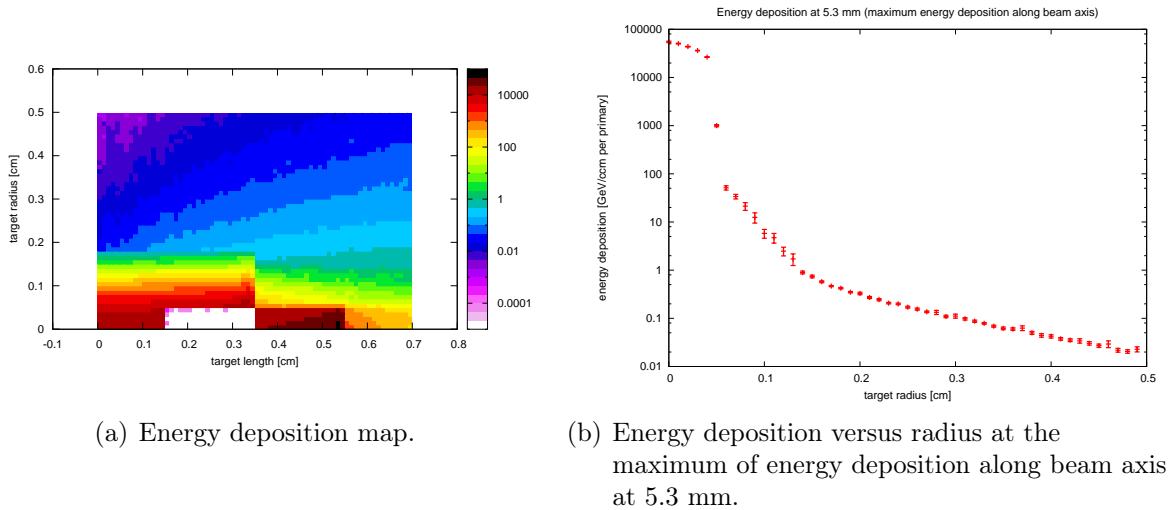 0.6
0.5
0.4
0.3
0.2
0.1
0
-0.1 0 0.1 0.2 0.3 0.4 0.5 0.6 0.7 0.8
target radius [cm]
target length [cm]
10000
100
1
0.01
0.0001
(a) Energy deposition map.
Energy deposition at 5.3 mm (maximum energy deposition along beam axis)
100000
10000
1000
100
10
1
0.1
0.01
0 0.1 0.2 0.3 0.4 0.5
energy deposition [GeV/ccm per primary]
target radius [cm]
(b) Energy deposition versus radius at the
maximum of energy deposition along beam axis
at 5.3 mm.